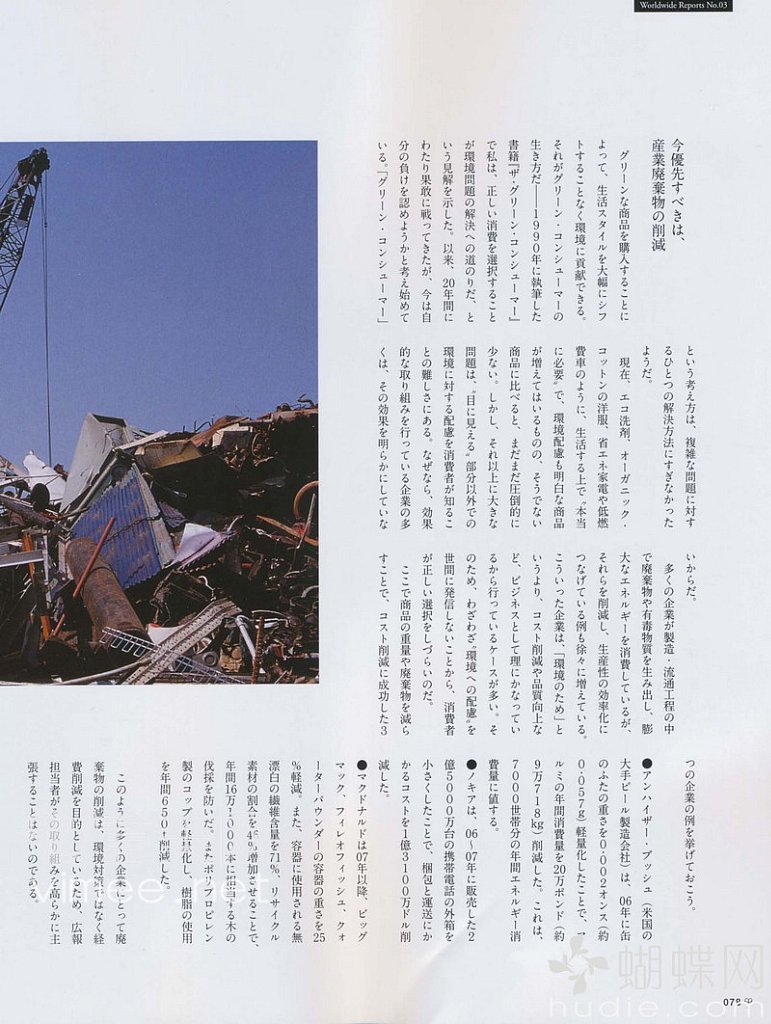 Worldwide Reports No.03
今優先すべきは、
産業廃棄物の削減
グリーンな商品を購入することに
よって、生活スタイルを大幅にシフ
トすることなく環境に貢献できる。
それがグリーン・コンシューマーの
生き方だ――1990年に執筆した
書籍『ザ・グリーン・コンシューマー』
で私は、正しい消費を選択すること
が環境問題の解決への道のりだ、と
いう見解を示した。以来、20年間に
わたり果敢に戦ってきたが、今は自
分の負けを認めようかと考え始めて
いる。「グリーン・コンシューマー」
という考え方は、複雑な問題に対す
るひとつの解決方法にすぎなかった
ようだ。
現在、エコ洗剤、オーガニック・
コットンの洋服、省エネ家電や低燃
費車のように、生活する上で〝本当
に必要〟で、環境配慮も明白な商品
が増えてはいるものの、そうでない
商品に比べると、まだまだ圧倒的に
少ない。しかし、それ以上に大きな
問題は、〝目に見える〟部分以外での
環境に対する配慮を消費者が知るこ
との難しさにある。なぜなら、効果
的な取り組みを行っている企業の多
くは、その効果を明らかにしていな
いからだ。
多くの企業が製造・流通工程の中
で廃棄物や有毒物質を生み出し、膨
大なエネルギーを消費しているが、
それらを削減し、生産性の効率化に
つなげている例も徐々に増えている。
こういった企業は、「環境のため」と
いうより、コスト削減や品質向上な
ど、ビジネスとして理にかなってい
るから行っているケースが多い。そ
のため、わざわざ〝環境への配慮〟を
世間に発信しないことから、消費者
が正しい選択をしづらいのだ。
ここで商品の重量や廃棄物を減ら
すことで、コスト削減に成功した3
つの企業の例を挙げておこう。
●アンハイザー・ブッシュ（米国の
大手ビール製造会社）は、06年に缶
のふたの重さを0・002オンス（約
0・057g）軽量化したことで、ア
ルミの年間消費量を20万ポンド（約
9万718kg）削減した。これは、
7000世帯分の年間エネルギー消
費量に値する。
●ノキアは、06〜07年に販売した2
億5000万台の携帯電話の外箱を
小さくしたことで、梱包と運送にか
かるコストを1億3100万ドル削
減した。
●マクドナルドは07年以降、ビッグ
マック、フィレオフィッシュ、クォ
ーターパウンダーの容器の重さを25
%軽減。また、容器に使用される無
漂白の繊維含量を71%、リサイクル
素材の割合を46%増加させることで、
年間16万1000本に相当する木の
伐採を防いだ。またポリプロピレン
製のコップを軽量化し、樹脂の使用
を年間650t削減した。
このように多くの企業にとって廃
棄物の削減は、環境対策ではなく経
費削減を目的としているため、広報
担当者がその取り組みを高らかに主
張することはないのである。
078
蝴蝶网
hudie.com